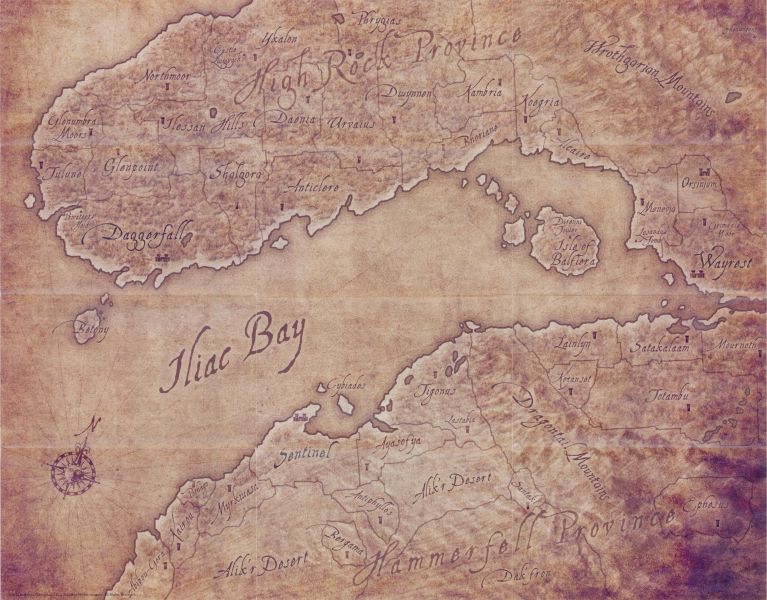 Phrygias
Ykalon
High Rock Province
Wrothgarian Mountains
Northmoor
Dwynnen
Kambria
Koegria
Glenumbra
Moors
Ilessan Hills
Daenia
Urvaius
Bhoriane
Alcaire
Tulune
Glenpoint
Shalgora
Anticlere
Orsinium
Menevia
Daggerfall
Direnni
Tower
Isle of
Balfiera
Wayrest
Betony
Iliac Bay
Lainlyn
Satakalaam
Mournoth
Cybiades
Tigonus
Kozanset
Totambu
Dragontail Mountains
N
Sentinel
Ayasofya
Myrkwasa
Antiphyllos
Alik'r Desert
Ephesus
Bergama
Alik'r Desert
Hammerfell Province
Dak'fron